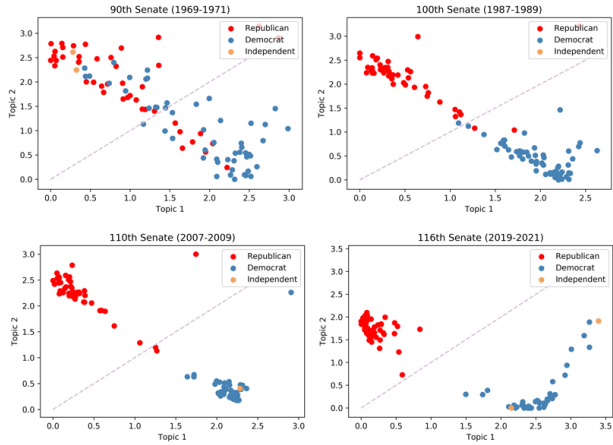 90th Senate (1969-1971)
Republican
Democrat
Independent
3.0
2.5
2.0
1.5
1.0
0.5
0.0
Topic 2
0.0 0.5 1.0 1.5 2.0 2.5 3.0
Topic 1
100th Senate (1987-1989)
Republican
Democrat
Independent
3.0
2.5
2.0
1.5
1.0
0.5
0.0
Topic 2
0.0 0.5 1.0 1.5 2.0 2.5
Topic 1
110th Senate (2007-2009)
Republican
Democrat
Independent
3.0
2.5
2.0
1.5
1.0
0.5
0.0
Topic 2
0.0 0.5 1.0 1.5 2.0 2.5 3.0
Topic 1
116th Senate (2019-2021)
Republican
Democrat
Independent
3.5
3.0
2.5
2.0
1.5
1.0
0.5
0.0
Topic 2
0.0 0.5 1.0 1.5 2.0 2.5 3.0 3.5
Topic 1